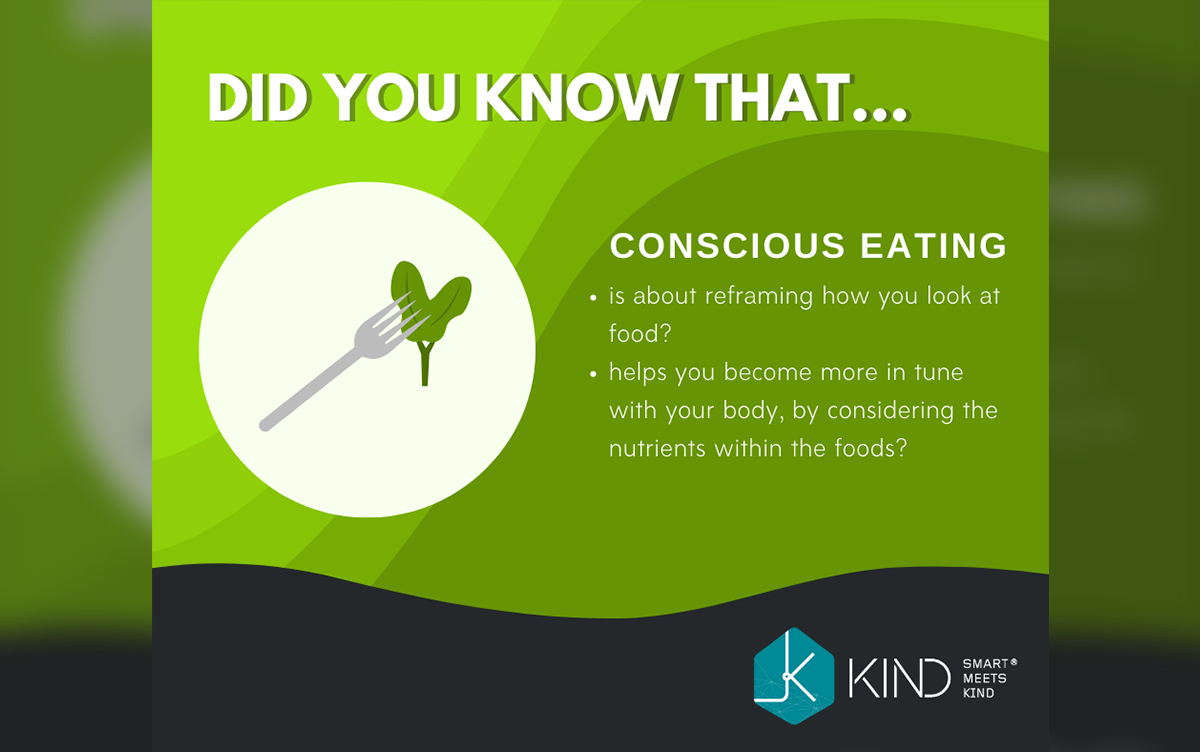 DID YOU KNOW THAT...
CONSCIOUS EATING
• is about reframing how you look at
food?
• helps you become more in tune
with your body, by considering the
nutrients within the foods?
KIND
SMART®
MEETS
KIND